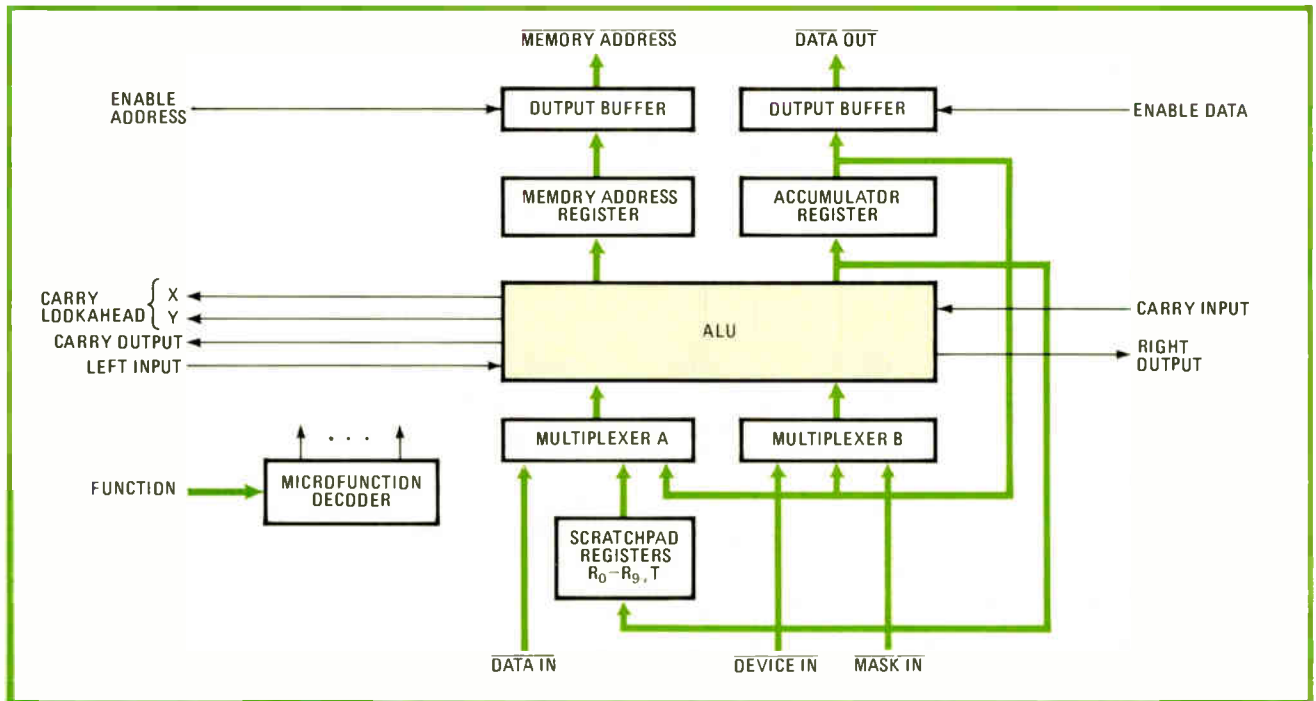 MEMORY ADDRESS
DATA OUT
ENABLE
ADDRESS
OUTPUT BUFFER
OUTPUT BUFFER
ENABLE DATA
MEMORY ADDRESS
REGISTER
ACCUMULATOR
REGISTER
CARRY
LOOKAHEAD
X
Y
CARRY OUTPUT
LEFT INPUT
ALU
CARRY INPUT
RIGHT
OUTPUT
MULTIPLEXER A
MULTIPLEXER B
. . .
FUNCTION
MICROFUNCTION
DECODER
SCRATCHPAD
REGISTERS
R₀–R₉, T
DATA IN
DEVICE IN
MASK IN